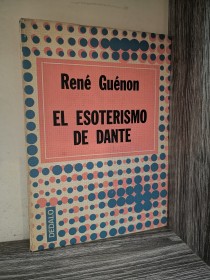 René Guénon
EL ESOTERISMO
DE DANTE
DEDALO